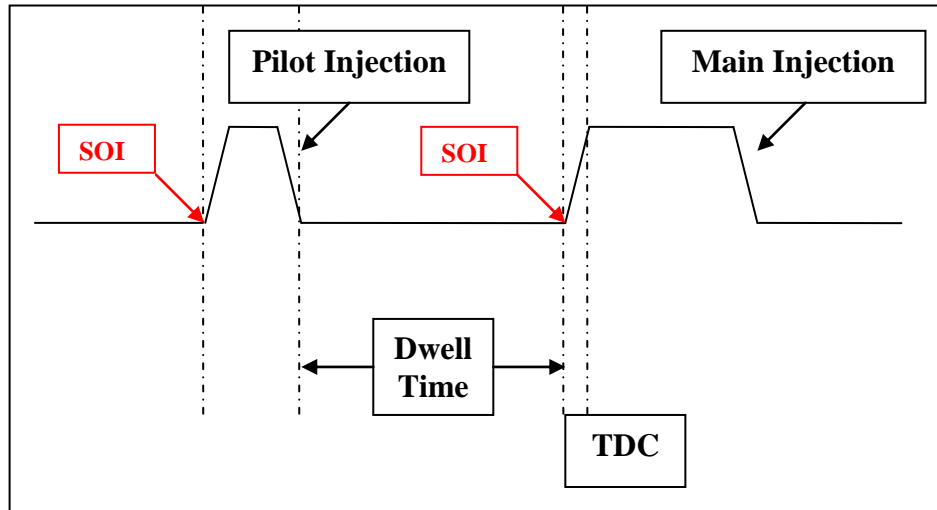 Pilot Injection
Main Injection
SOI
SOI
Dwell
Time
TDC